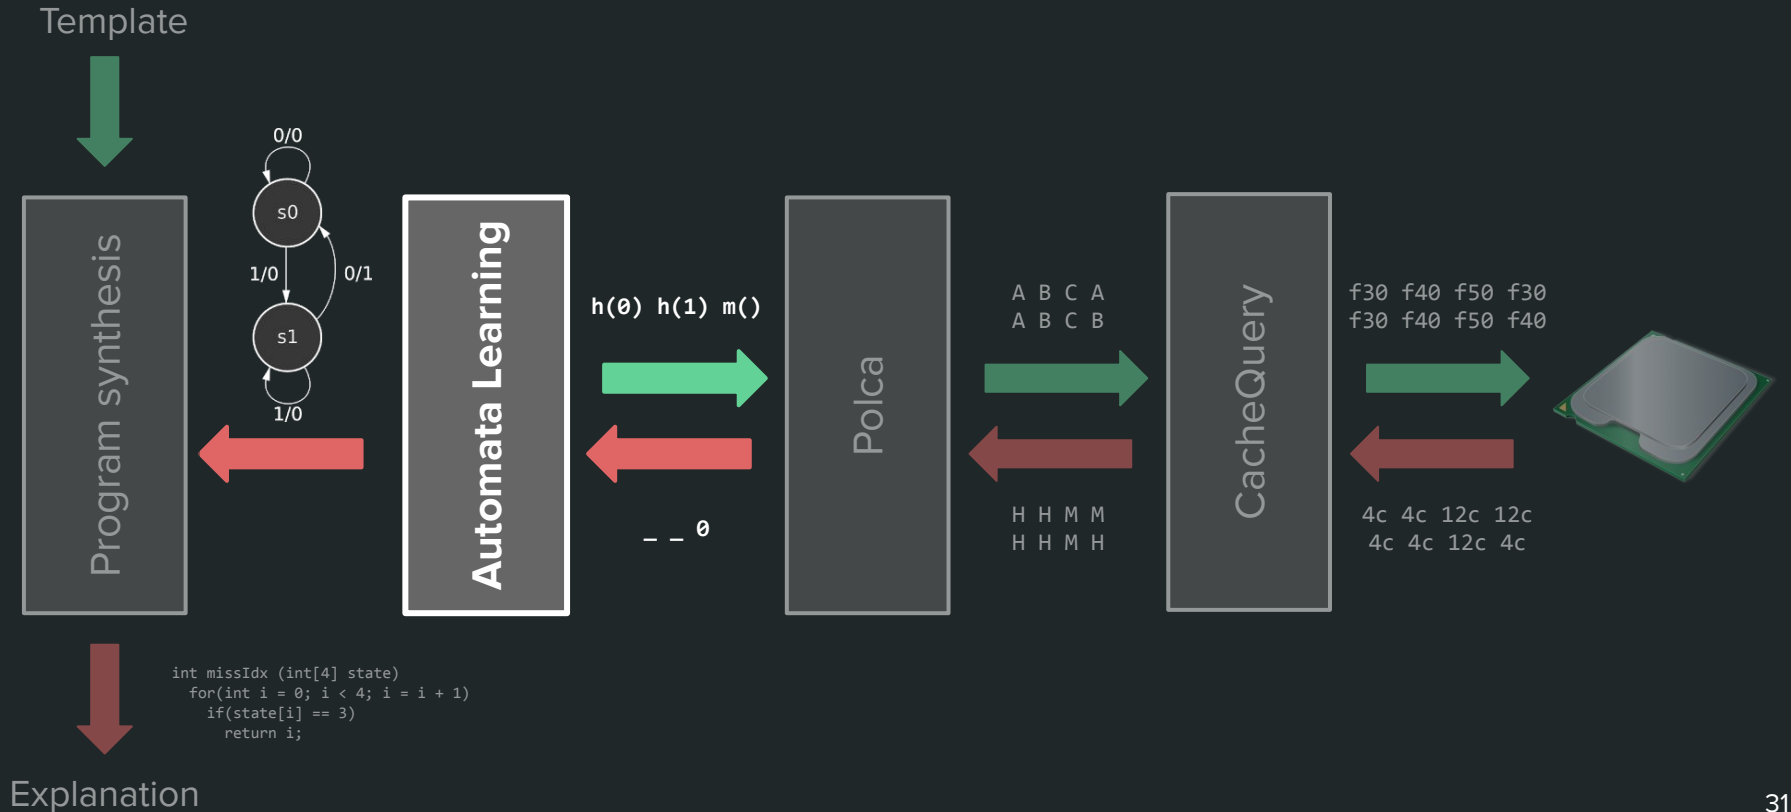 Template
Program synthesis
0/0
s0
1/0
0/1
s1
1/0
Automata Learning
h(0) h(1) m()
_ _ 0
Polca
A B C A
A B C B
H H M M
H H M H
CacheQuery
f30 f40 f50 f30
f30 f40 f50 f40
4c 4c 12c 12c
4c 4c 12c 4c
int missIdx (int[4] state)
for(int i = 0; i < 4; i = i + 1)
if(state[i] == 3)
return i;
Explanation
31